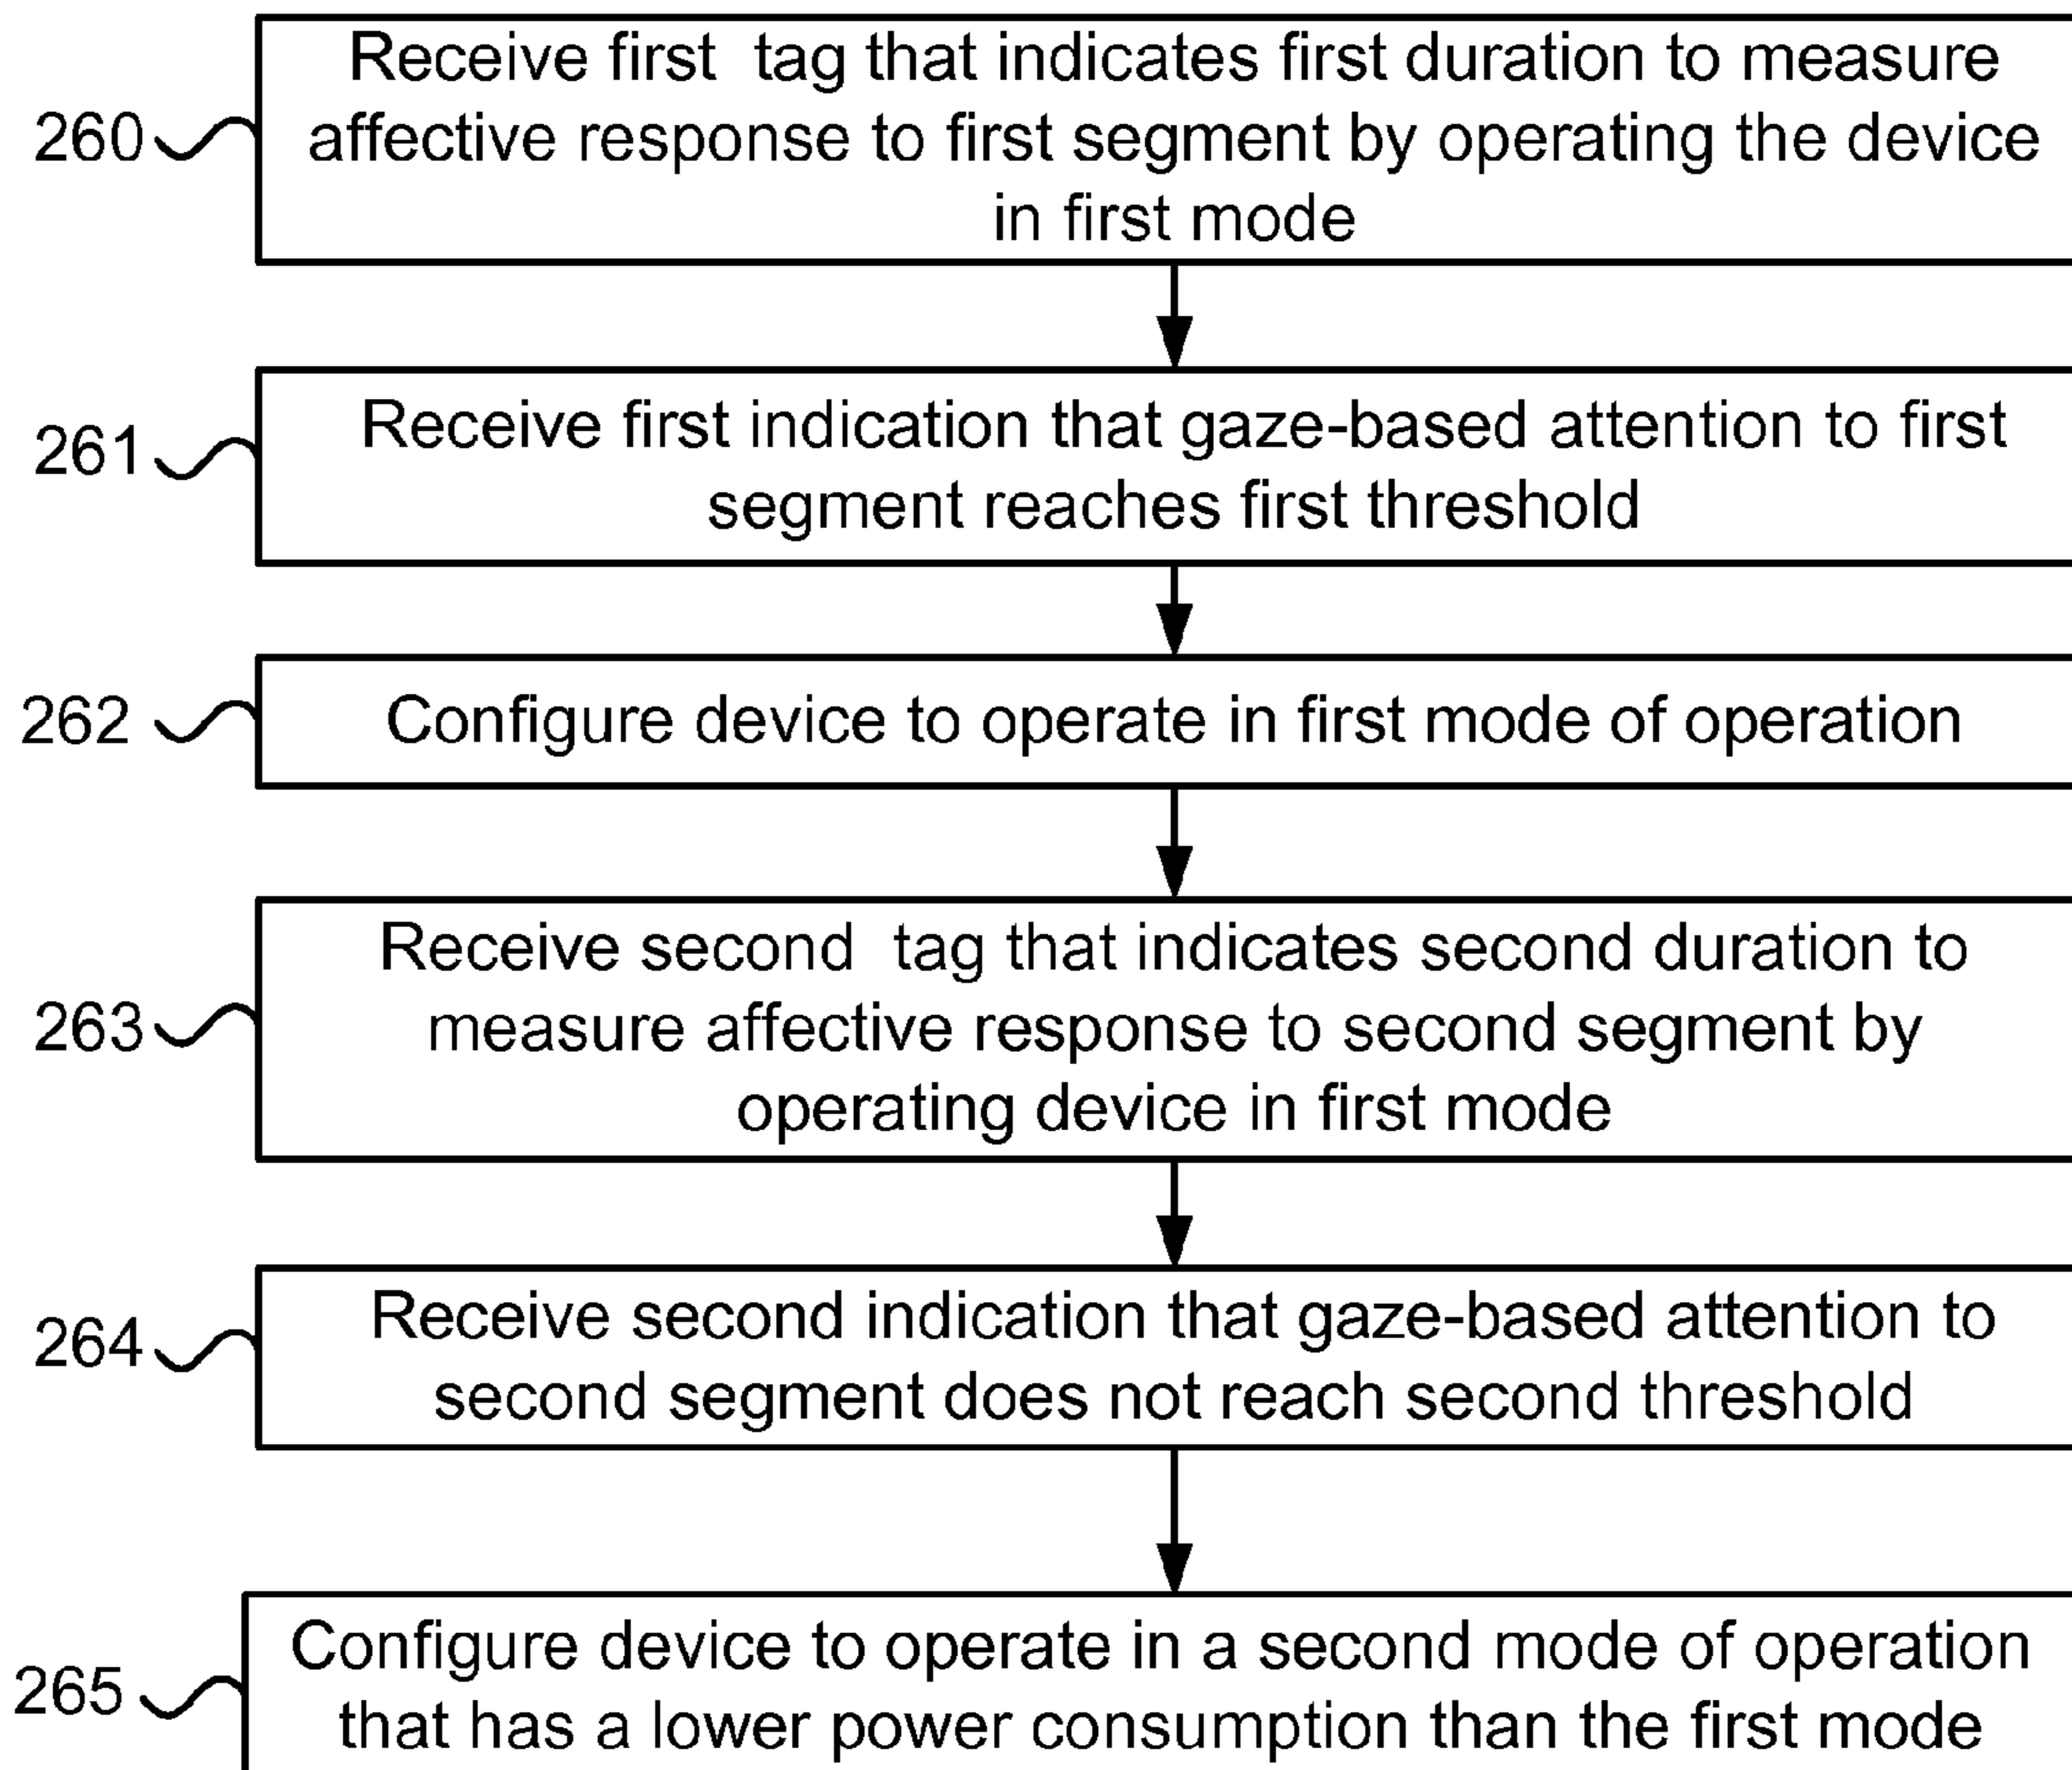 Receive first tag that indicates first duration to measure
affective response to first segment by operating the device
in first mode
260
Receive first indication that gaze-based attention to first
segment reaches first threshold
261
262
Configure device to operate in first mode of operation
Receive second tag that indicates second duration to
measure affective response to second segment by
operating device in first mode
263
Receive second indication that gaze-based attention to
second segment does not reach second threshold
264
Configure device to operate in a second mode of operation
that has a lower power consumption than the first mode
265